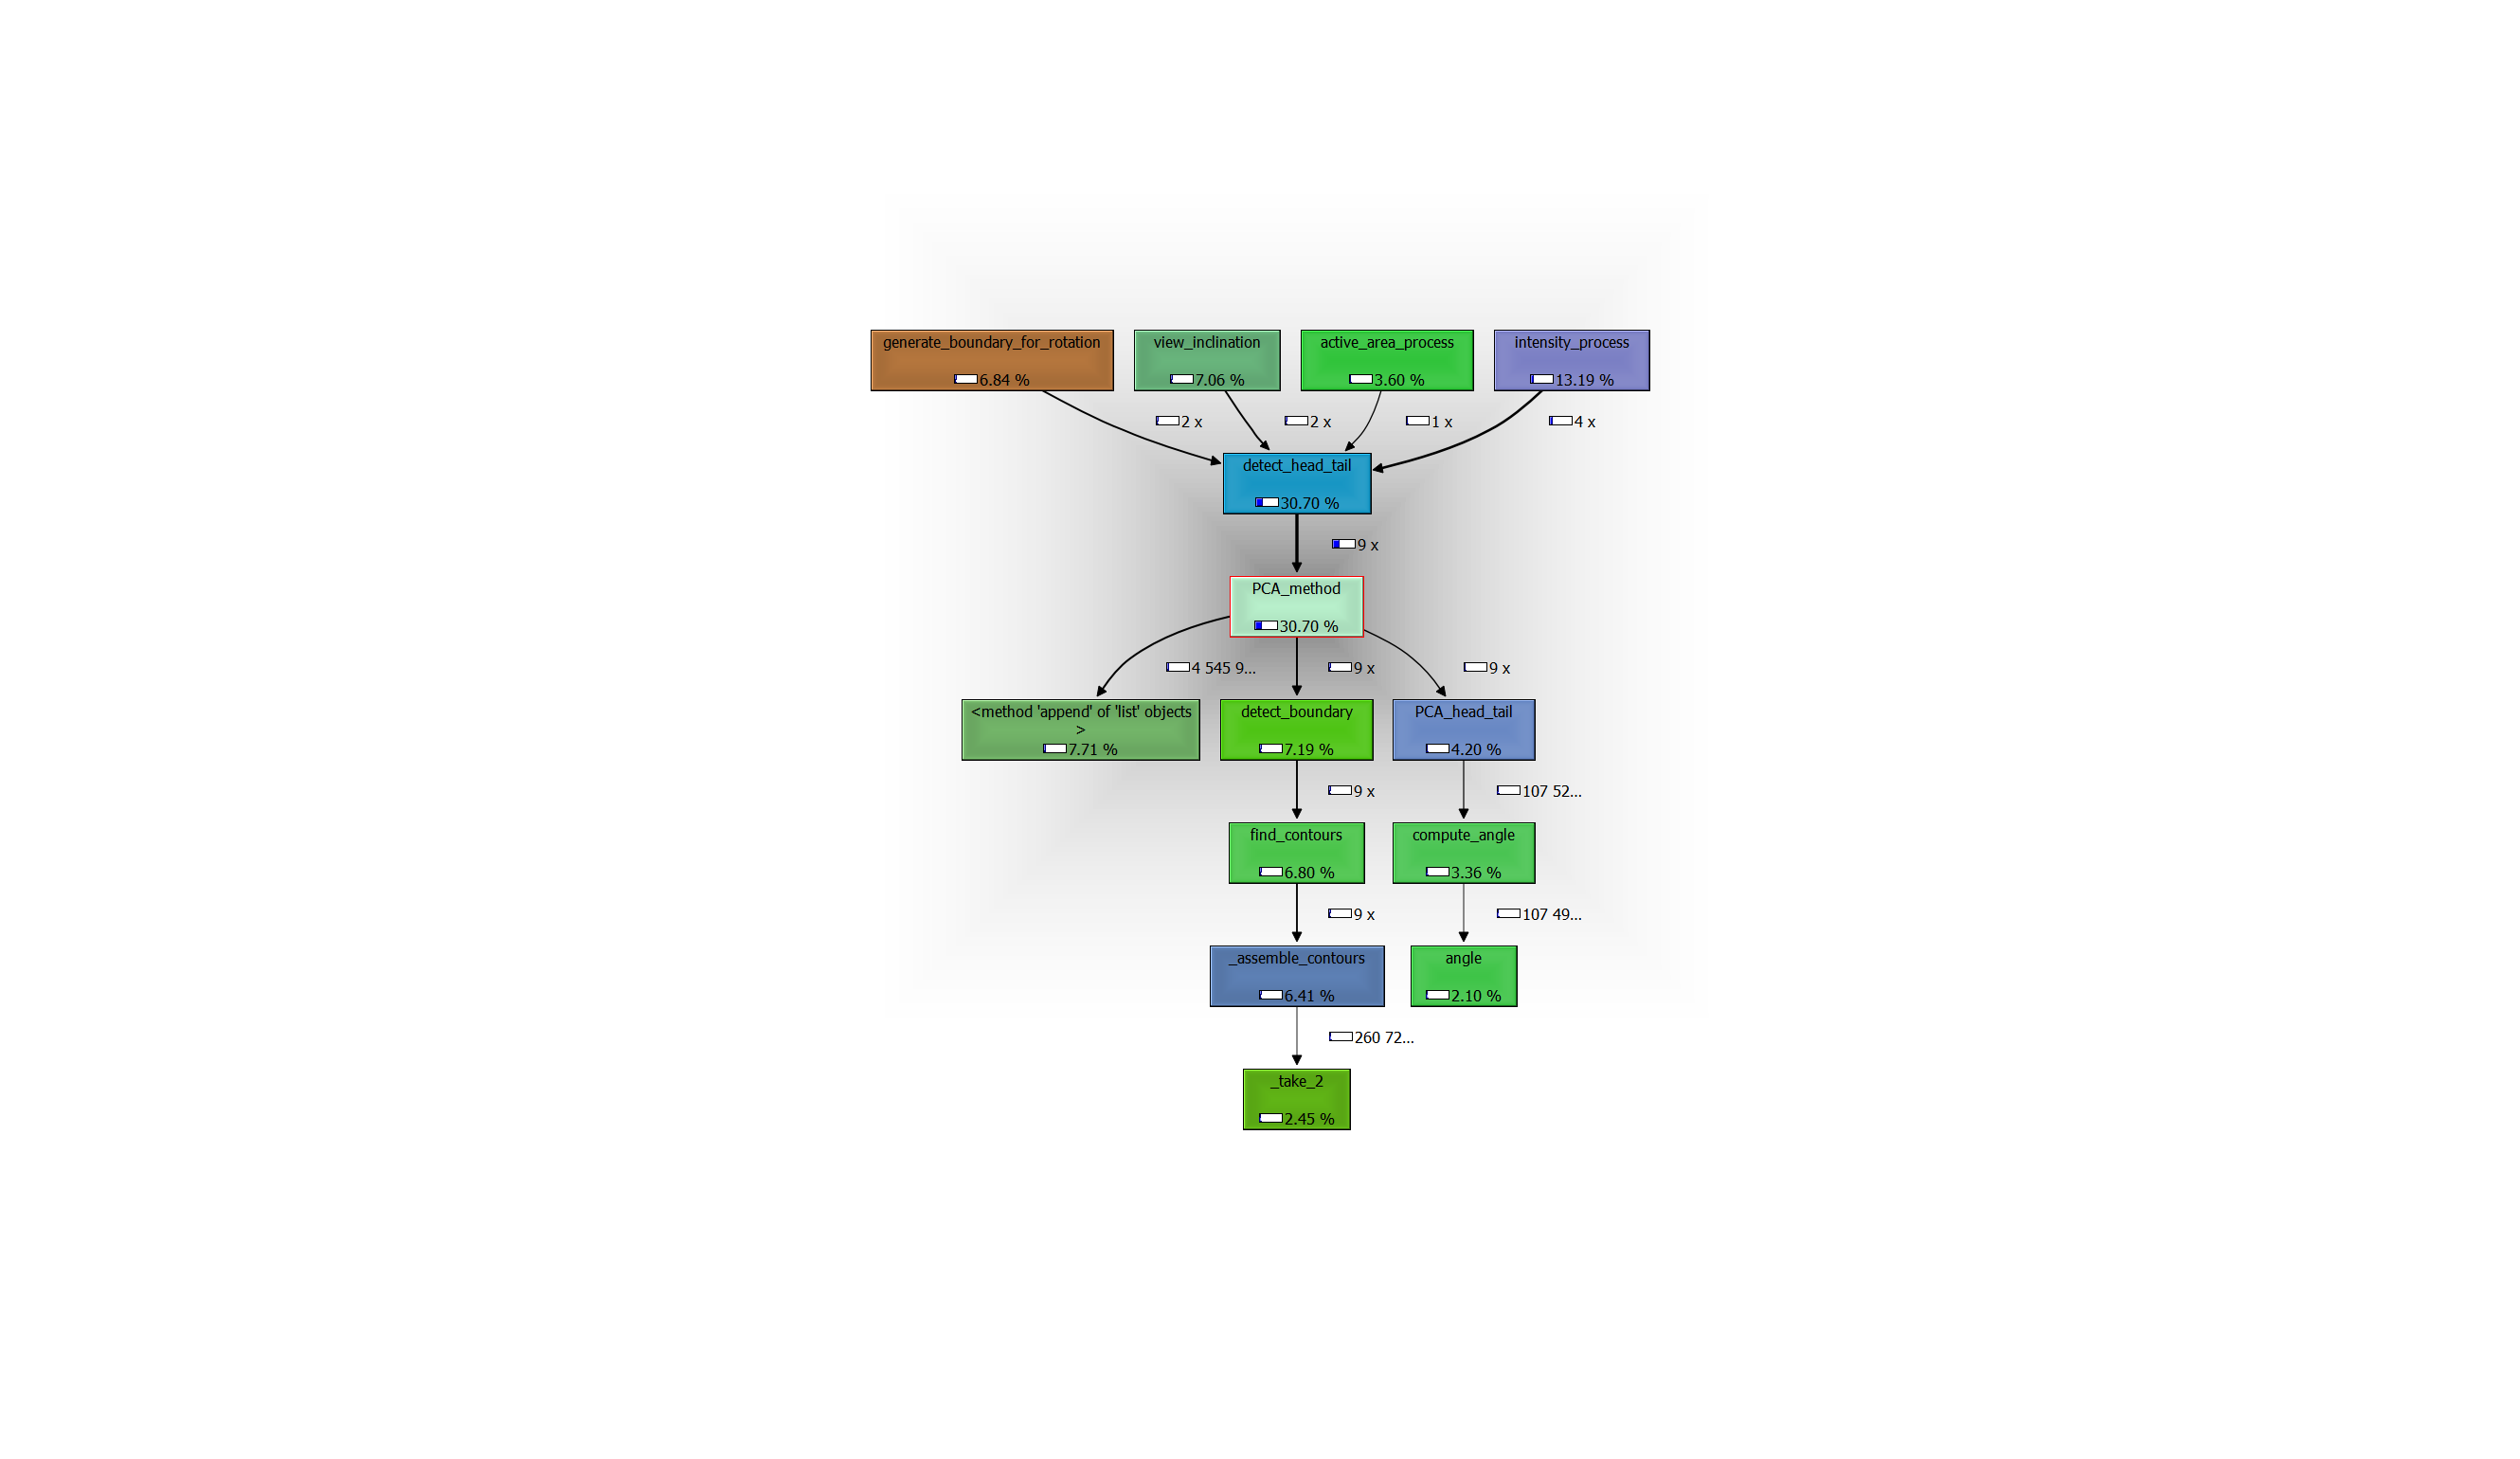 generate_boundary_for_rotation
6.84 %
view_inclination
7.06 %
active_area_process
3.60 %
intensity_process
13.19 %
2 x
2 x
1 x
4 x
detect_head_tail
30.70 %
9 x
PCA_method
30.70 %
4 545 9...
9 x
9 x
<method 'append' of 'list' objects
>
7.71 %
detect_boundary
7.19 %
PCA_head_tail
4.20 %
9 x
107 52...
find_contours
6.80 %
compute_angle
3.36 %
9 x
107 49...
_assemble_contours
6.41 %
angle
2.10 %
260 72...
_take_2
2.45 %